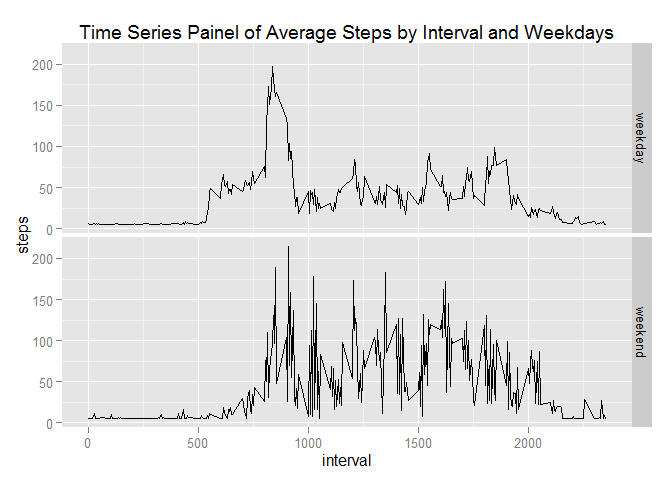 Time Series Painel of Average Steps by Interval and Weekdays
200
150
100
50
0
weekday
steps
200
150
100
50
0
weekend
0 500 1000 1500 2000
interval